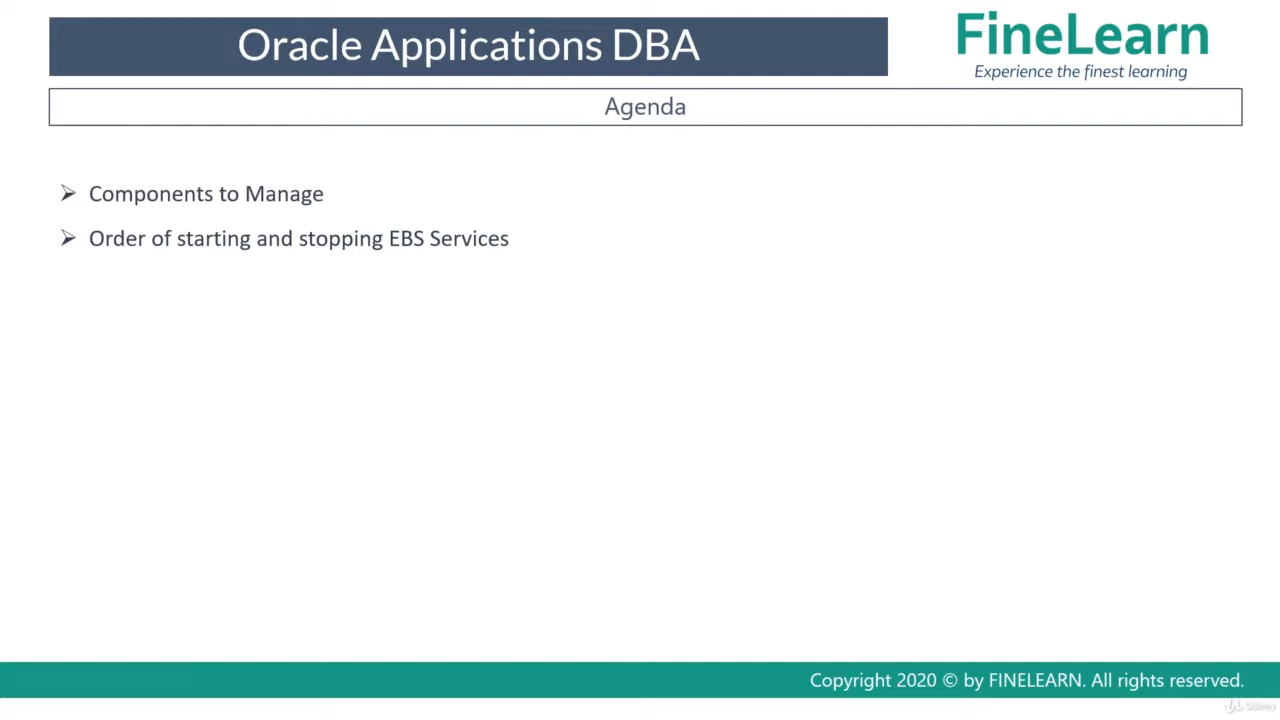 Oracle Applications DBA
FineLearn
Experience the finest learning
Agenda
➢ Components to Manage
➢ Order of starting and stopping EBS Services
Copyright 2020 © by FINELEARN. All rights reserved.
Udemy